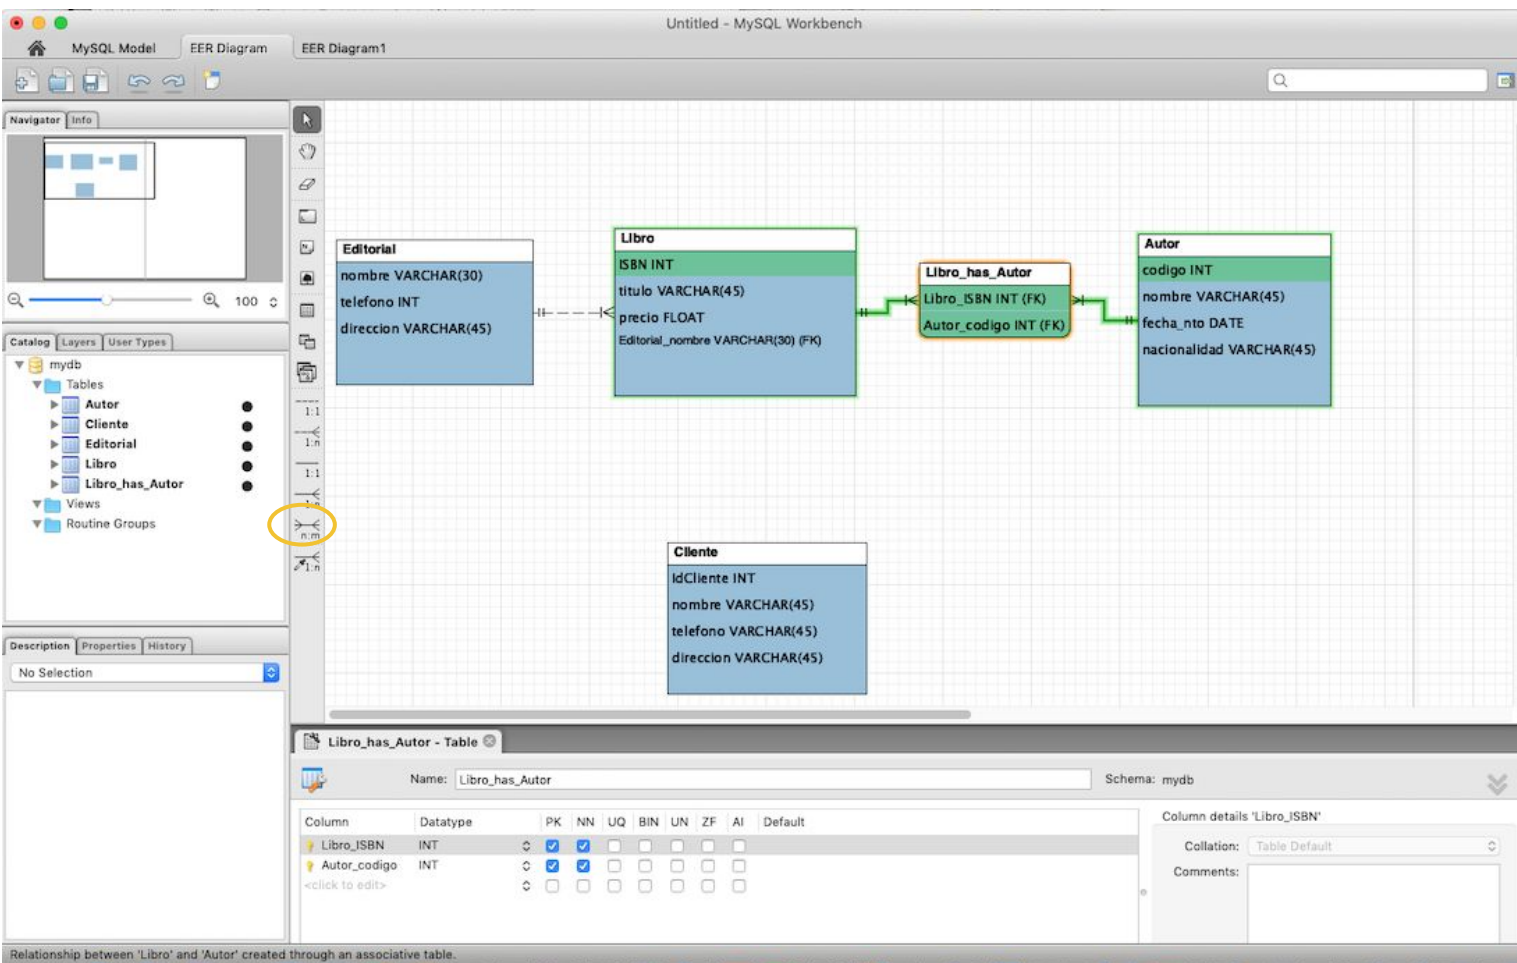 Untitled - MySQL Workbench
MySQL Model
EER Diagram
EER Diagram1
Navigator
Info
100
Catalog
Layers
User Types
mydb
Tables
Autor
Cliente
Editorial
Libro
Libro_has_Autor
Views
Routine Groups
Description
Properties
History
No Selection
1:1
1:n
1:1
1:n
n:m
1:n
Editorial
nombre VARCHAR(30)
telefono INT
direccion VARCHAR(45)
Libro
ISBN INT
titulo VARCHAR(45)
precio FLOAT
Editorial_nombre VARCHAR(30) (FK)
Libro_has_Autor
Libro_ISBN INT (FK)
Autor_codigo INT (FK)
Autor
codigo INT
nombre VARCHAR(45)
fecha_nto DATE
nacionalidad VARCHAR(45)
Cliente
IdCliente INT
nombre VARCHAR(45)
telefono VARCHAR(45)
direccion VARCHAR(45)
Libro_has_Autor - Table
Name: Libro_has_Autor
Schema: mydb
Column Datatype PK NN UQ BIN UN ZF AI Default
Libro_ISBN INT
Autor_codigo INT
<click to edit>
Column details 'Libro_ISBN'
Collation: Table Default
Comments:
Relationship between 'Libro' and 'Autor' created through an associative table.